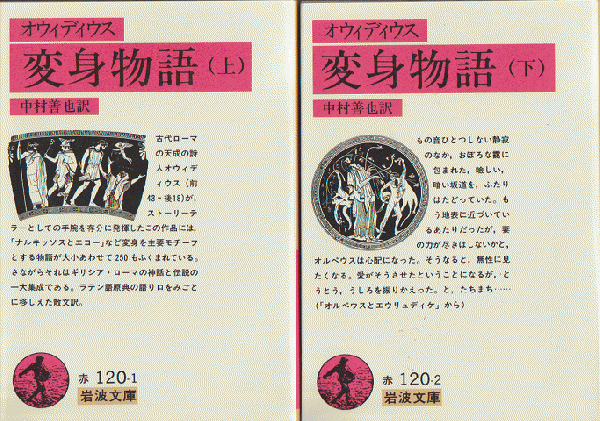 オウィディウス
変身物語(上)
中村善也訳
古代ローマ
の天成の詩
人オウィデ
ィウス(前
43-後18)が,
ストーリーテ
ラーとしての手腕を存分に発揮したこの作品には,
「ナルキッソスとエコー」など変身を主要モチーフ
とする物語が大小あわせて250もふくまれている.
さながらそれはギリシア・ローマの神話と伝説の
一大集成である. ラテン語原典の語り口をみごと
に移しえた散文訳.
赤 120-1
岩波文庫
オウィディウス
変身物語(下)
中村善也訳
もの音ひとつしない静寂
のなか, おぼろな靄に
包まれた, 嶮しい,
暗い坂道を, ふたり
はたどっていた. も
う地表に近づいてい
るあたりだったが, 妻
の力が尽きはしないかと,
オルペウスは心配になった. そうなると, 無性に見
たくなる. 愛がそうさせたということになるが, と
うとう, うしろを振りかえった. と, たちまち……
(「オルペウスとエウリュディケ」から)
赤 120-2
岩波文庫